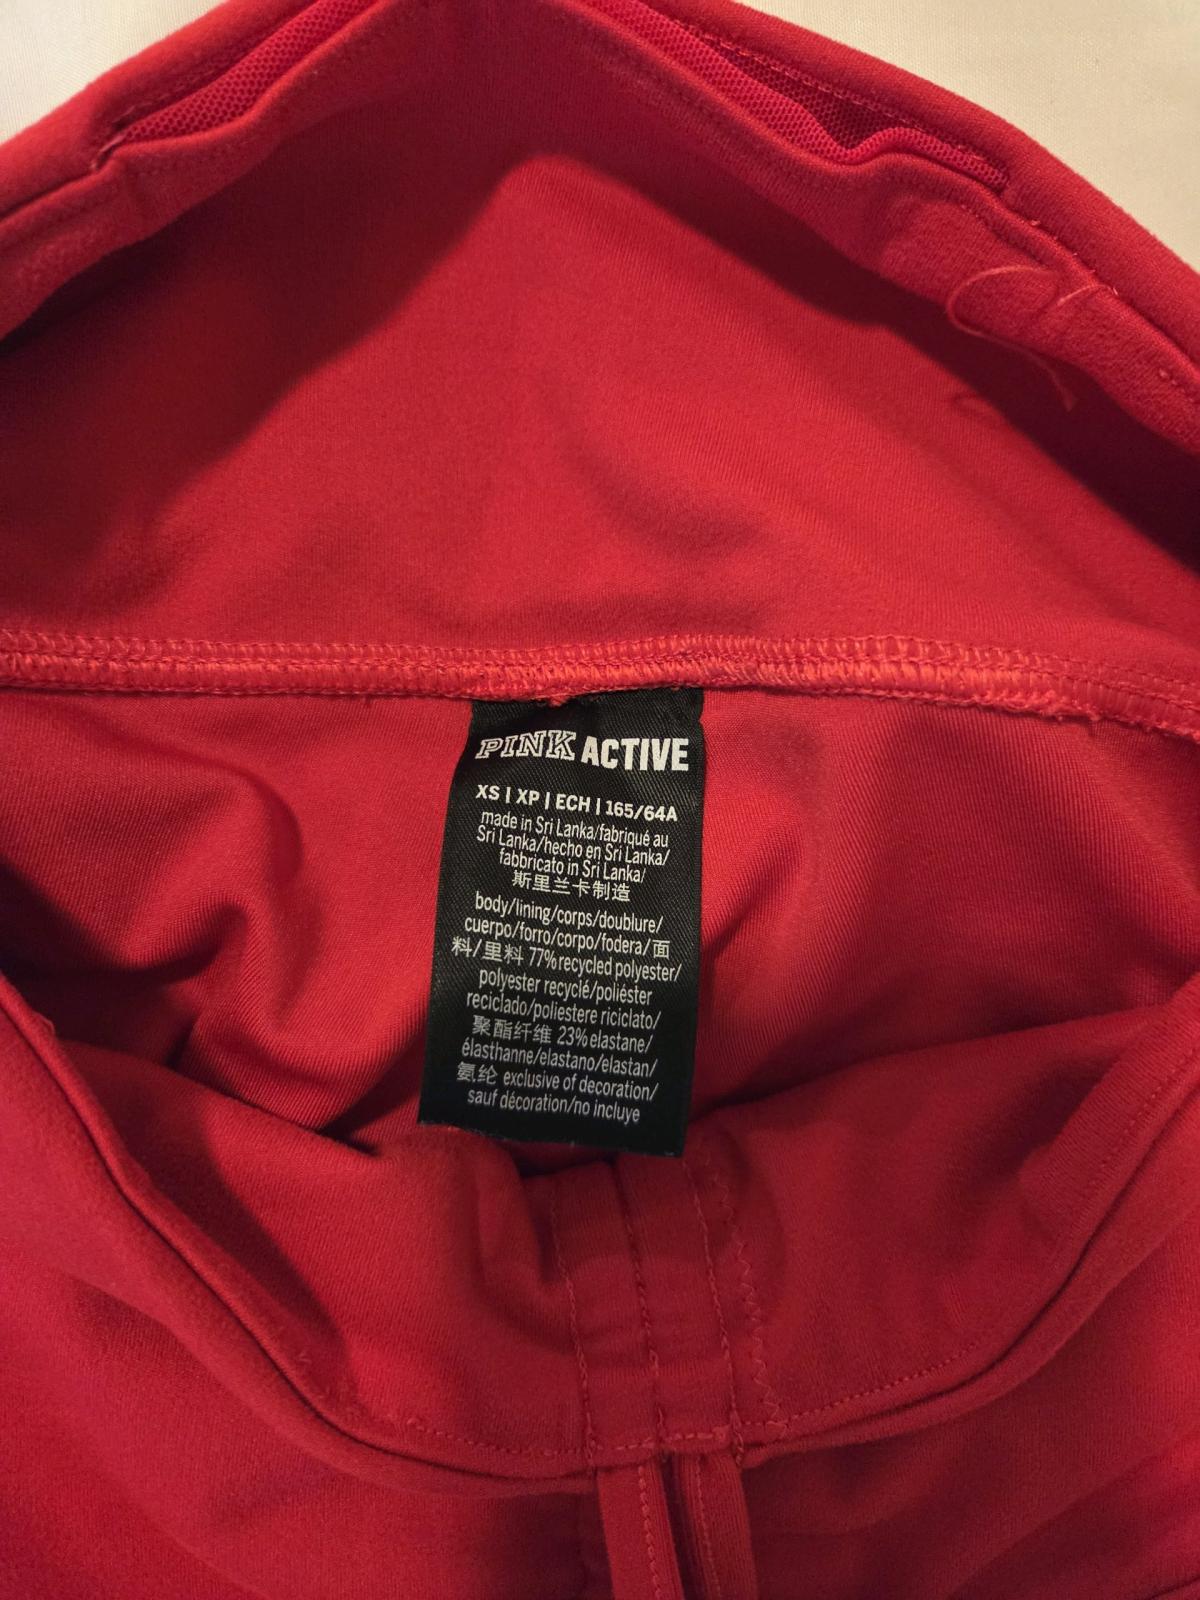 PINK ACTIVE
XS | XP | ECH | 165/64A
made in Sri Lanka/fabriqué au
Sri Lanka/hecho en Sri Lanka/
fabbricato in Sri Lanka/
斯里兰卡制造
body/lining/corps/doublure/
cuerpo/forro/corpo/fodera/面
料/里料 77% recycled polyester/
polyester recyclé/poliéster
reciclado/poliestere riciclato/
聚酯纤维 23% elastane/
élasthanne/elastano/elastan/
氨纶 exclusive of decoration/
sauf décoration/no incluye